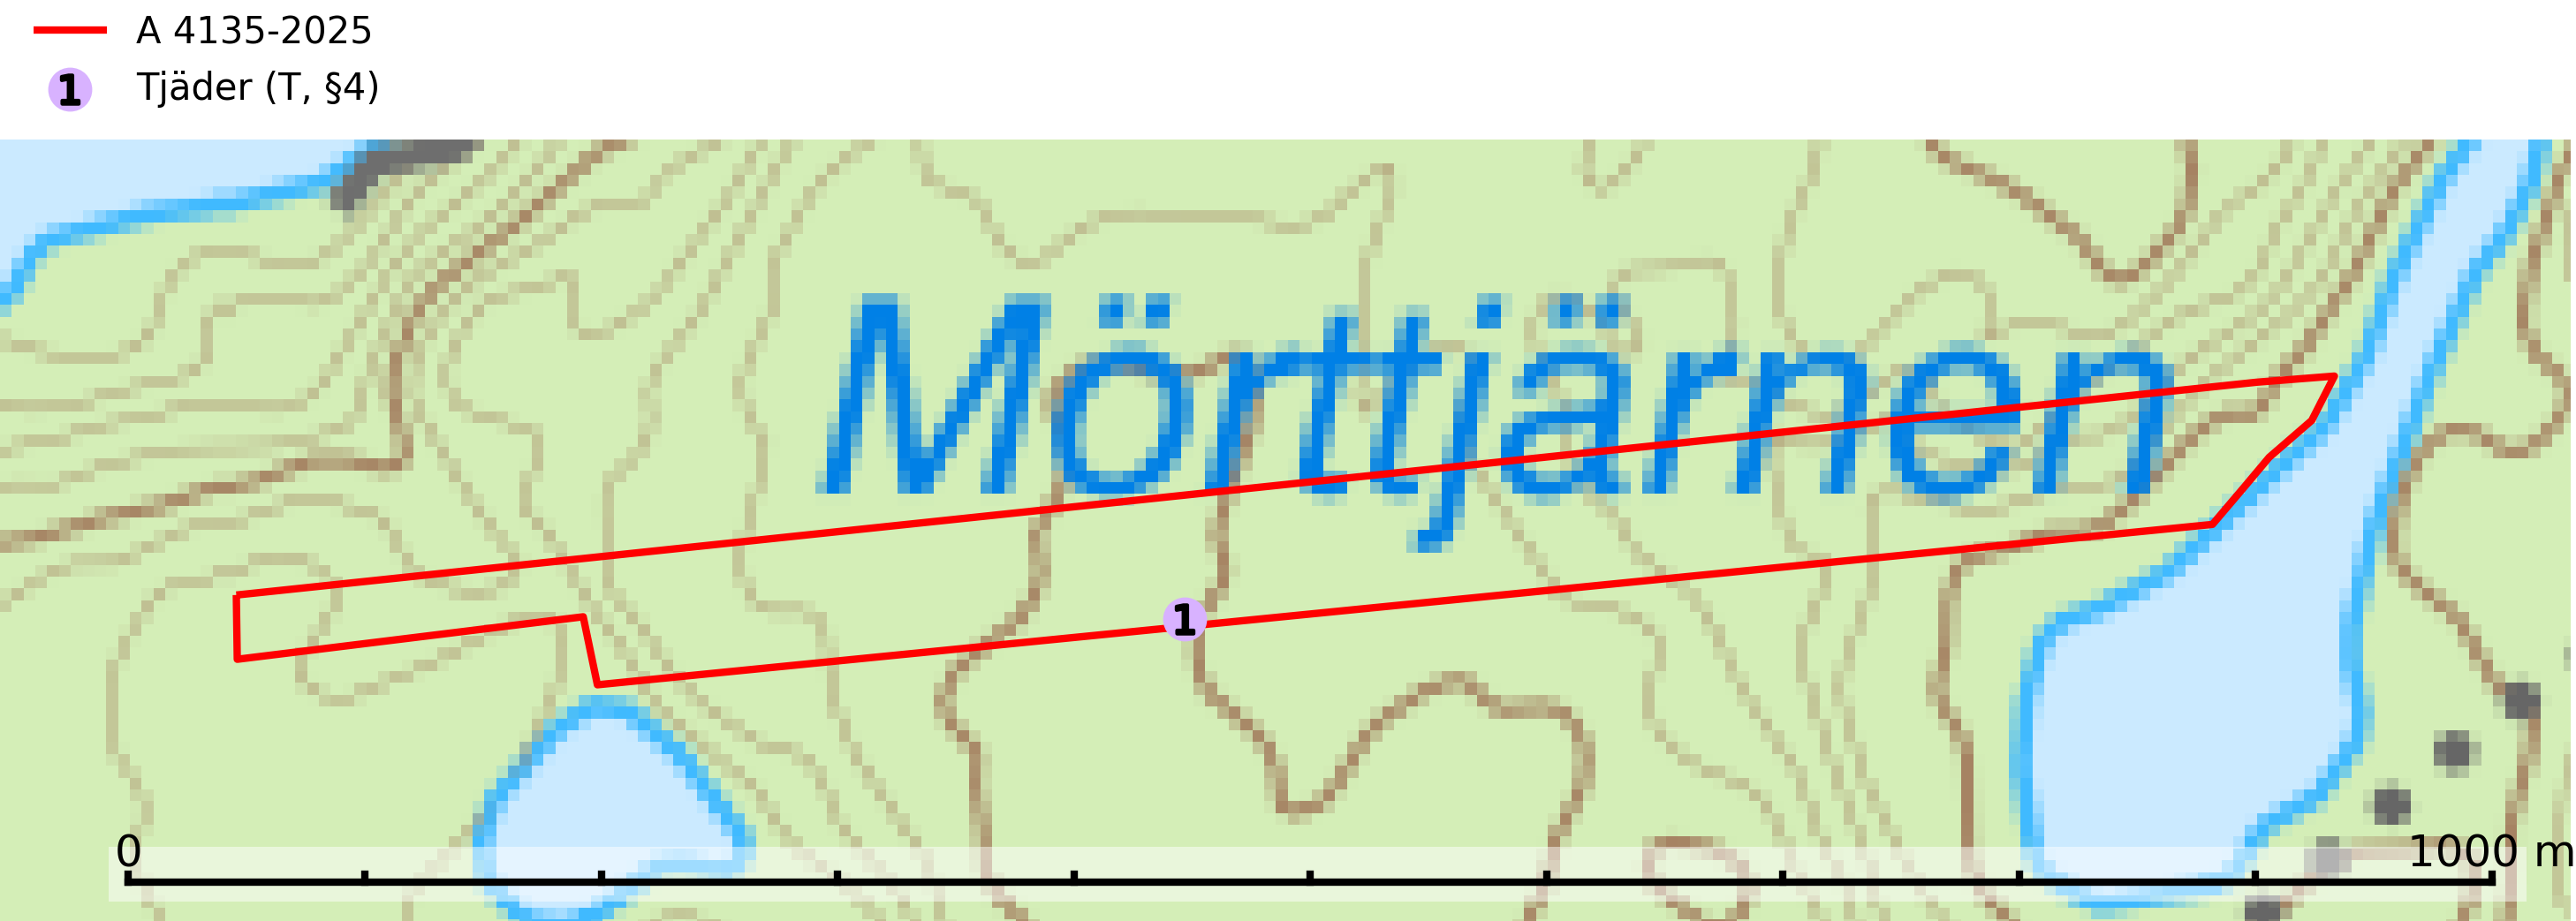 A 4135-2025
1 Tjäder (T, §4)
Mörttjärnen
1
0 1000 m